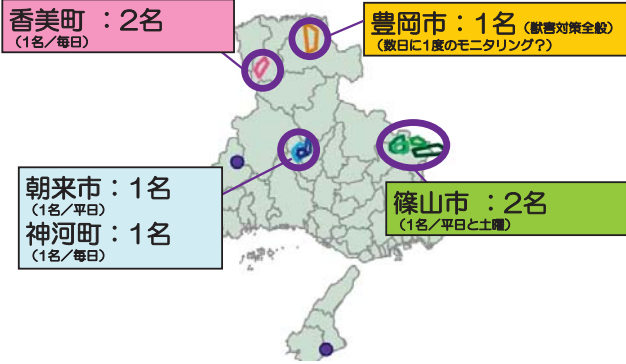 香美町 ：2名
（1名／毎日）
豊岡市：1名（獣害対策全般）
（数日に1度のモニタリング？）
朝来市：1名
（1名／平日）
神河町：1名
（1名／毎日）
篠山市 ：2名
（1名／平日と土曜）